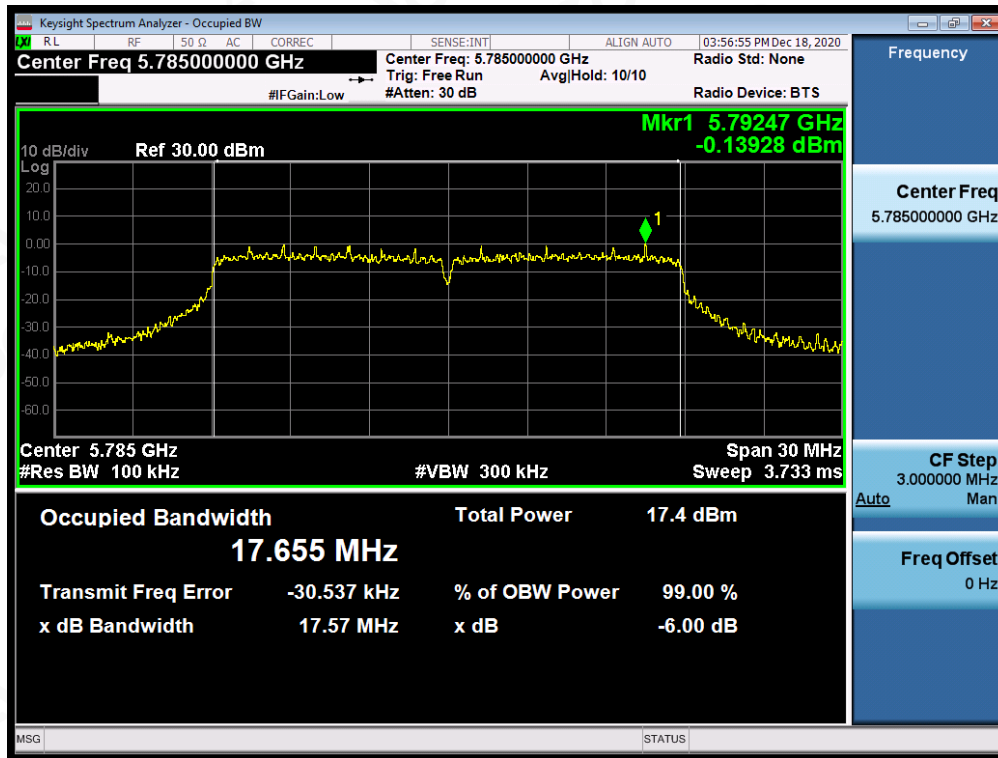 Keysight Spectrum Analyzer - Occupied BW
LXI RL RF 50 Ω AC CORREC SENSE:INT ALIGN AUTO 03:56:55 PM Dec 18, 2020
Center Freq 5.785000000 GHz
Center Freq: 5.785000000 GHz Radio Std: None
Trig: Free Run Avg|Hold: 10/10
#IFGain:Low #Atten: 30 dB Radio Device: BTS
Mkr1 5.79247 GHz
10 dB/div Ref 30.00 dBm -0.13928 dBm
Log
20.0
10.0
0.00
-10.0
-20.0
-30.0
-40.0
-50.0
-60.0
1
Center 5.785 GHz Span 30 MHz
#Res BW 100 kHz #VBW 300 kHz Sweep 3.733 ms
Occupied Bandwidth Total Power 17.4 dBm
17.655 MHz
Transmit Freq Error -30.537 kHz % of OBW Power 99.00 %
x dB Bandwidth 17.57 MHz x dB -6.00 dB
MSG STATUS
Frequency
Center Freq
5.785000000 GHz
CF Step
3.000000 MHz
Auto Man
Freq Offset
0 Hz